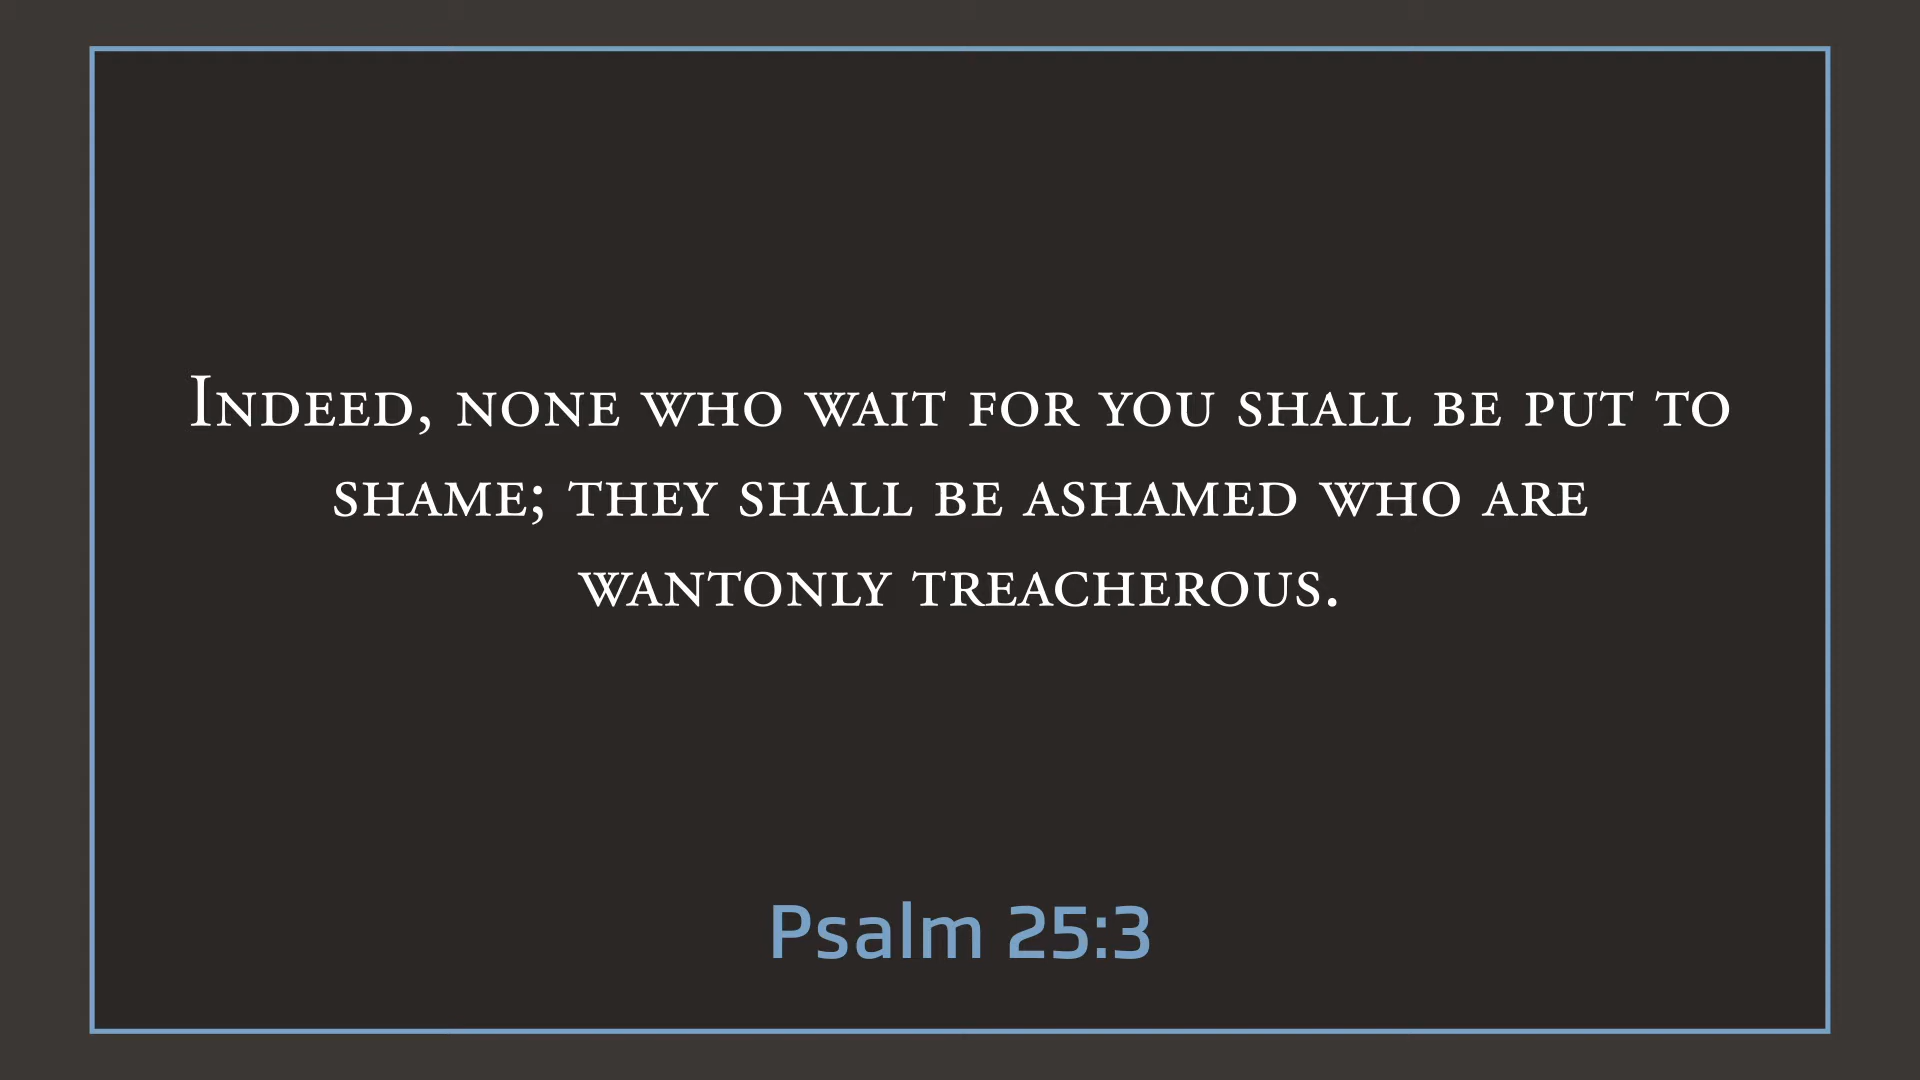 Indeed, none who wait for you shall be put to
shame; they shall be ashamed who are
wantonly treacherous.
Psalm 25:3